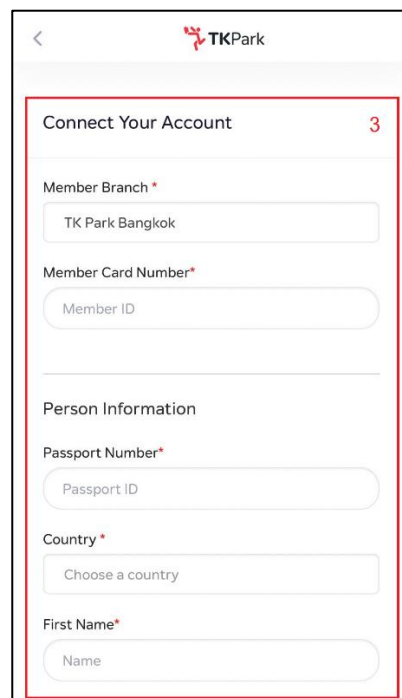 TKPark
Connect Your Account 3
Member Branch *
TK Park Bangkok
Member Card Number*
Member ID
Person Information
Passport Number*
Passport ID
Country *
Choose a country
First Name*
Name